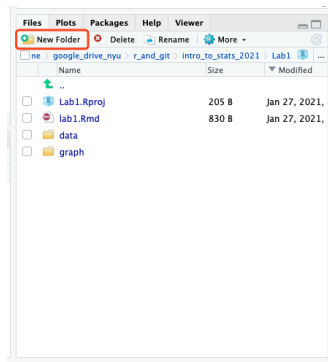 Files Plots Packages Help Viewer
New Folder Delete Rename More
ne > google_drive_nyu > r_and_git > intro_to_stats_2021 > Lab1 ...
Name Size Modified
..
Lab1.Rproj 205 B Jan 27, 2021,
lab1.Rmd 830 B Jan 27, 2021,
data
graph